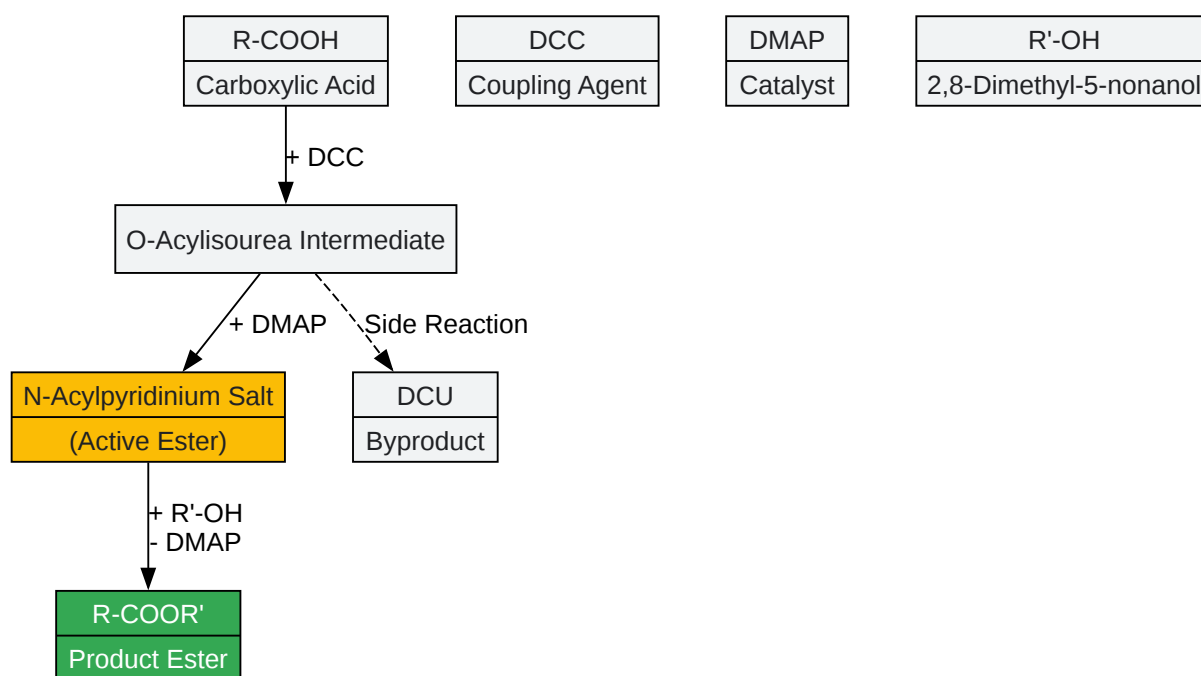 R-COOH
Carboxylic Acid
DCC
Coupling Agent
DMAP
Catalyst
R'-OH
2,8-Dimethyl-5-nonanol
+ DCC
O-Acylisourea Intermediate
+ DMAP
Side Reaction
N-Acylpyridinium Salt
(Active Ester)
DCU
Byproduct
+ R'-OH
- DMAP
R-COOR'
Product Ester